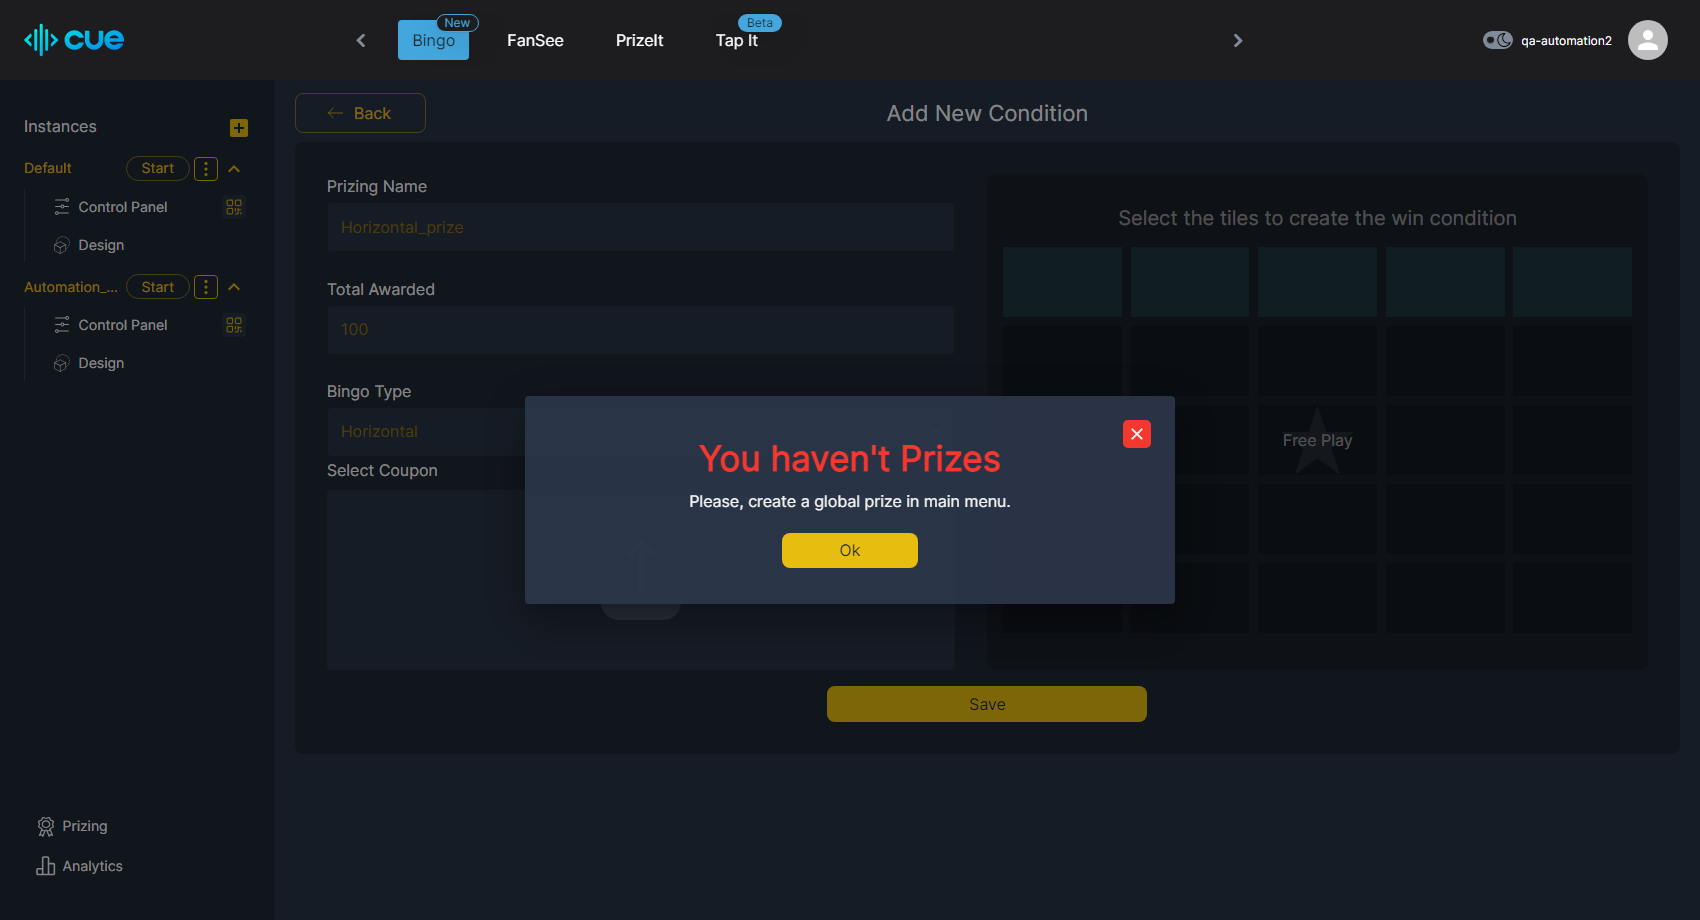 cue
Bingo
New
FanSee
PrizeIt
Tap It
Beta
qa-automation2
Instances
Default
Start
Control Panel
Design
Automation_...
Start
Control Panel
Design
Prizing
Analytics
Back
Add New Condition
Prizing Name
Horizontal_prize
Total Awarded
100
Bingo Type
Horizontal
Select Coupon
Select the tiles to create the win condition
Free Play
You haven't Prizes
Please, create a global prize in main menu.
Ok
Save